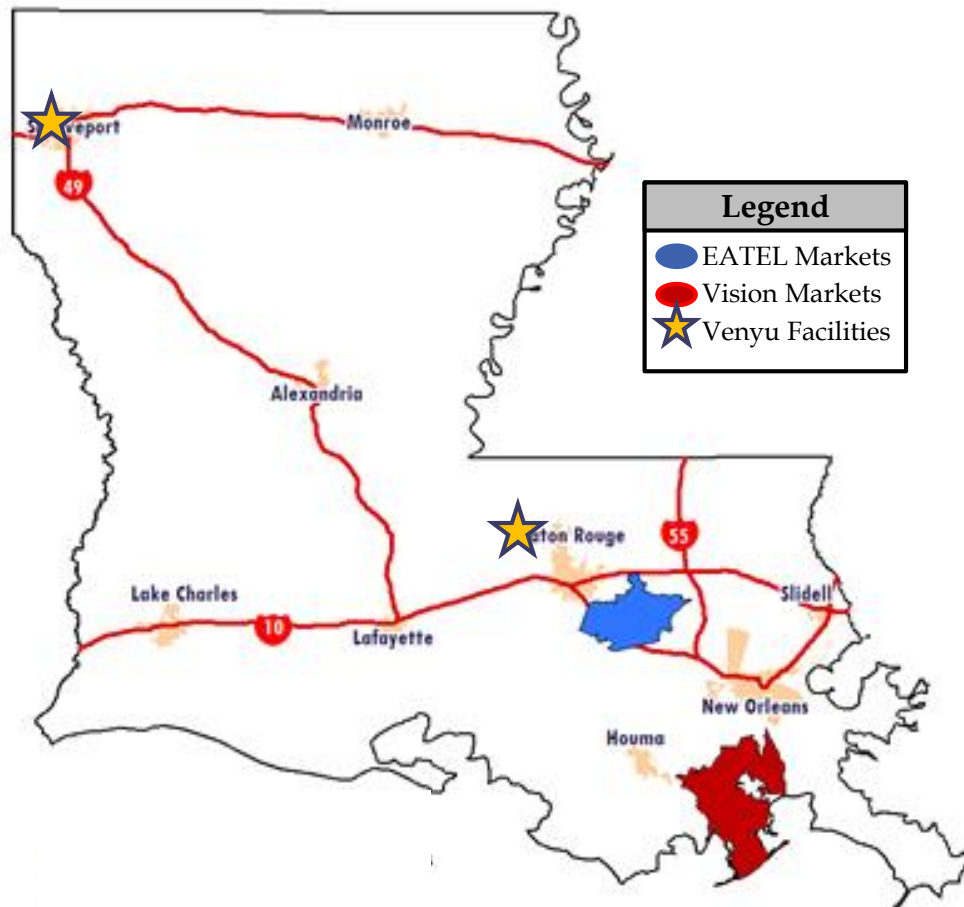 Monroe
49
Legend
EATEL Markets
Vision Markets
Venyu Facilities
Alexandria
55
Lake Charles
Slidell
10
Lafayette
New Orleans
Houma
Rouge